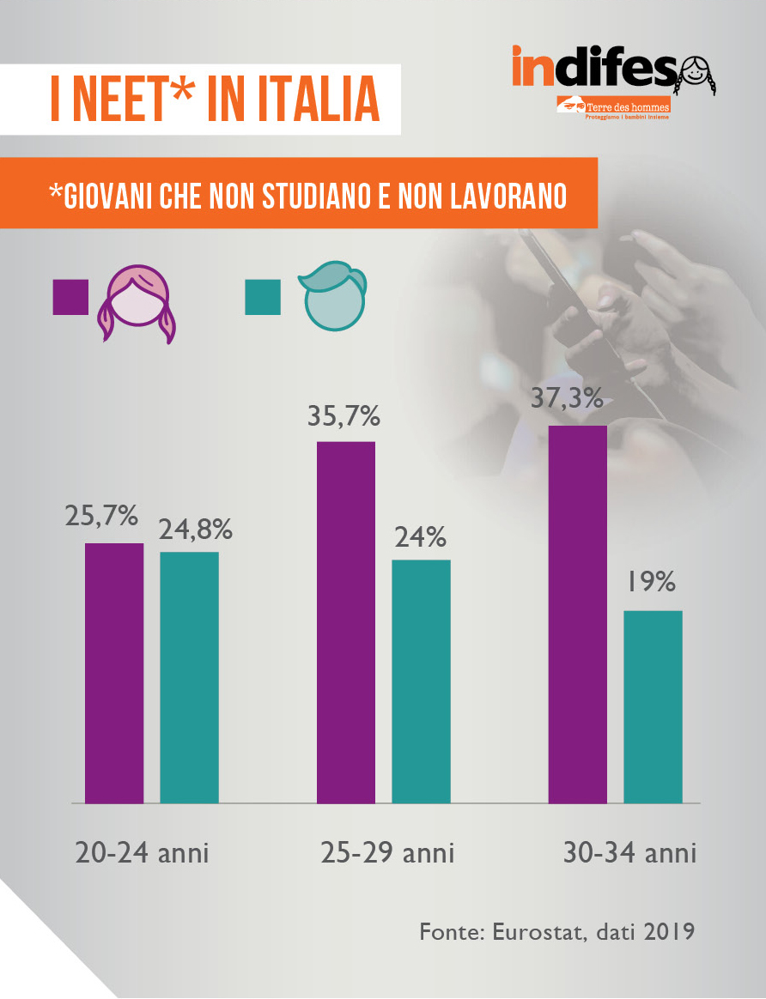 I NEET* IN ITALIA
indifesa
Terre des hommes
Proteggiamo i bambini insieme
*GIOVANI CHE NON STUDIANO E NON LAVORANO
25,7%
24,8%
35,7%
24%
37,3%
19%
20-24 anni
25-29 anni
30-34 anni
Fonte: Eurostat, dati 2019